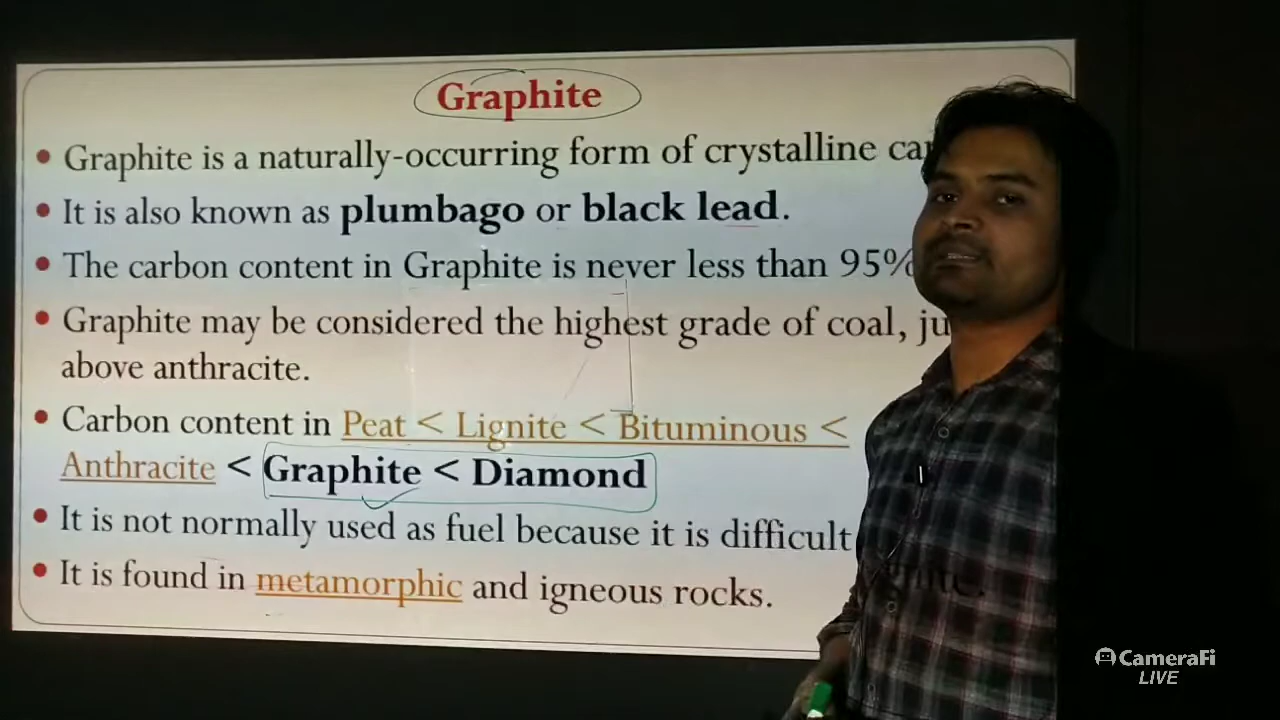 Graphite
• Graphite is a naturally-occurring form of crystalline
• It is also known as plumbago or black lead.
• The carbon content in Graphite is never less than 95%
• Graphite may be considered the highest grade of coal,
above anthracite.
• Carbon content in Peat < Lignite < Bituminous <
Anthracite < Graphite < Diamond
• It is not normally used as fuel because it is difficult
• It is found in metamorphic and igneous rocks.
CameraFi
LIVE